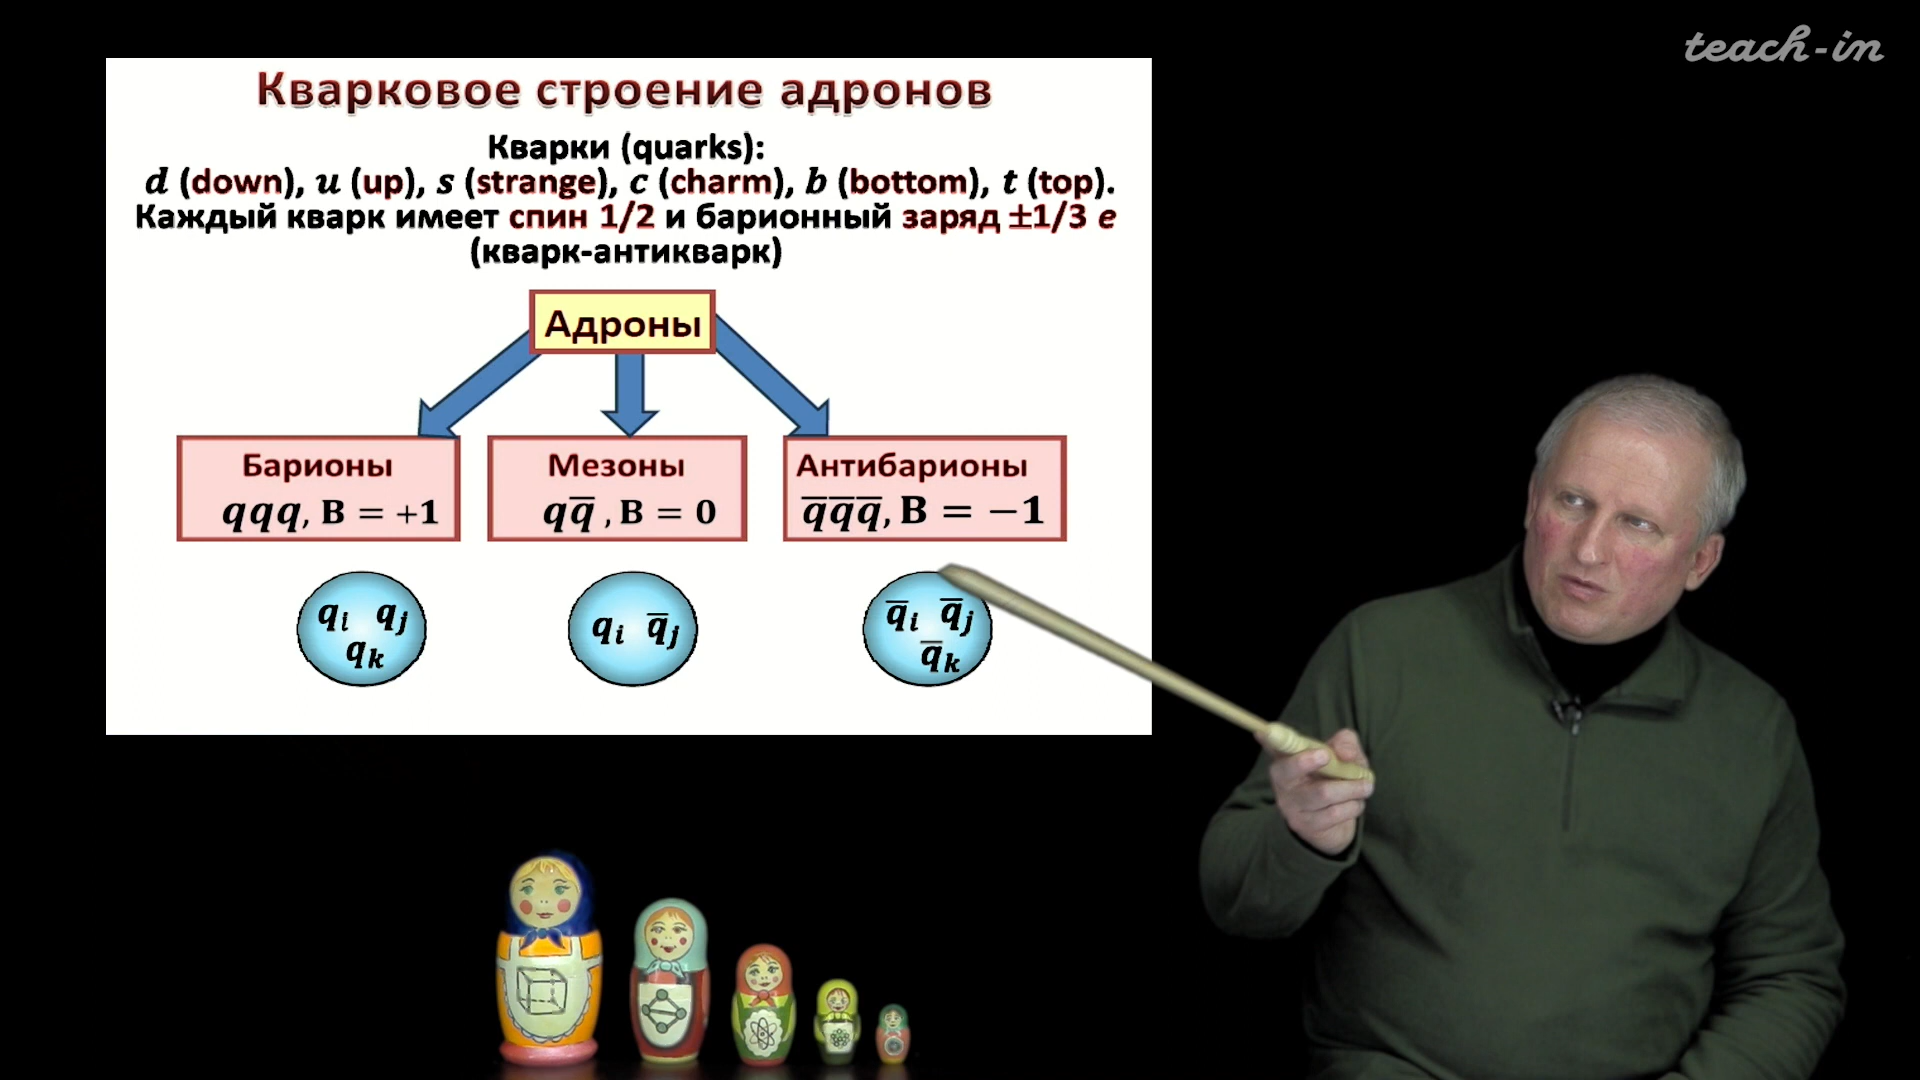 teach-in
Кварковое строение адронов
Кварки (quarks):
d (down), u (up), s (strange), c (charm), b (bottom), t (top).
Каждый кварк имеет спин 1/2 и барионный заряд ±1/3 e
(кварк-антикварк)
Адроны
Барионы
qqq, B = +1
Мезоны
qq̅ , B = 0
Антибарионы
q̅q̅q̅, B = −1
qᵢ qⱼ
qₖ
qᵢ q̅ⱼ
q̅ᵢ q̅ⱼ
q̅ₖ